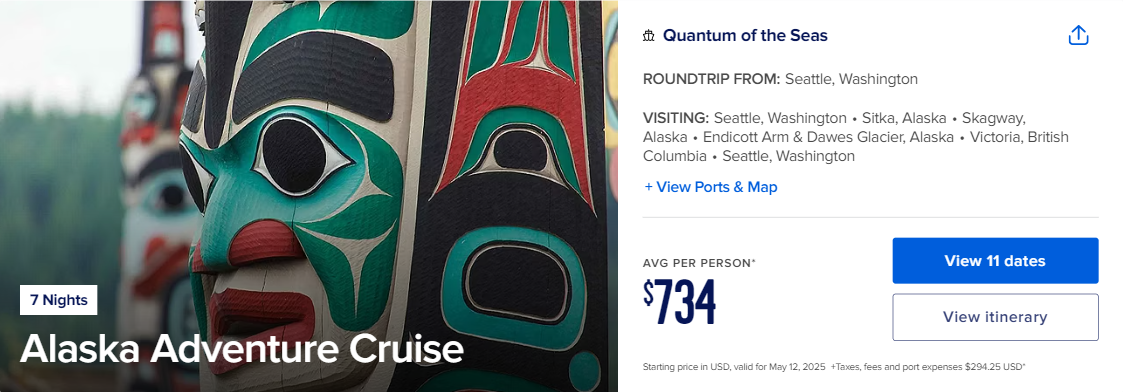 7 Nights
Alaska Adventure Cruise
Quantum of the Seas
ROUNDTRIP FROM: Seattle, Washington
VISITING: Seattle, Washington • Sitka, Alaska • Skagway,
Alaska • Endicott Arm & Dawes Glacier, Alaska • Victoria, British
Columbia • Seattle, Washington
+ View Ports & Map
AVG PER PERSON*
$734
View 11 dates
View itinerary
Starting price in USD, valid for May 12, 2025 +Taxes, fees and port expenses $294.25 USD*